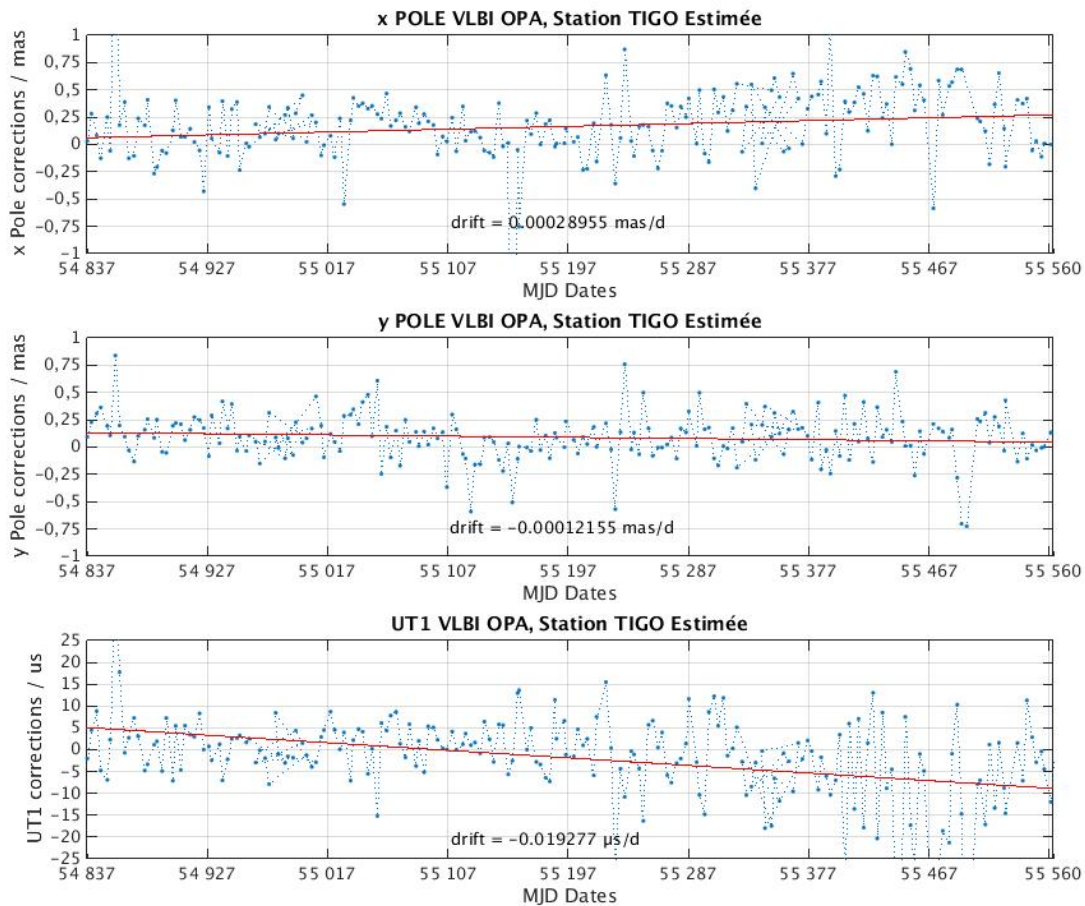 x POLE VLBI OPA, Station TIGO Estimée
x Pole corrections / mas
1
0,75
0,5
0,25
0
−0,25
−0,5
−0,75
−1
drift = 0.00028955 mas/d
54 837 54 927 55 017 55 107 55 197 55 287 55 377 55 467 55 560
MJD Dates
y POLE VLBI OPA, Station TIGO Estimée
y Pole corrections / mas
1
0,75
0,5
0,25
0
−0,25
−0,5
−0,75
−1
drift = −0.00012155 mas/d
54 837 54 927 55 017 55 107 55 197 55 287 55 377 55 467 55 560
MJD Dates
UT1 VLBI OPA, Station TIGO Estimée
UT1 corrections / us
25
20
15
10
5
0
−5
−10
−15
−20
−25
drift = −0.019277 µs/d
54 837 54 927 55 017 55 107 55 197 55 287 55 377 55 467 55 560
MJD Dates